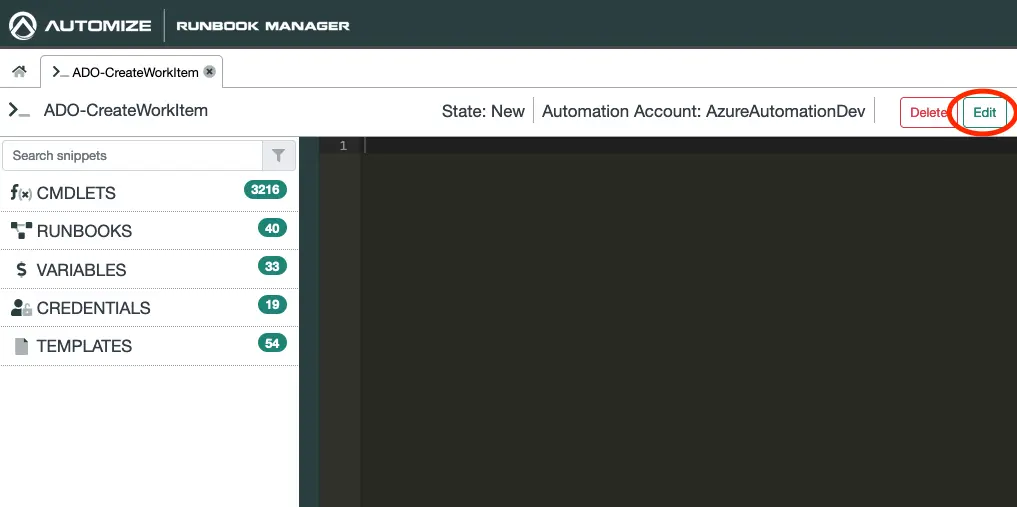 AUTOMIZE RUNBOOK MANAGER
>_ ADO-CreateWorkItem
>_ ADO-CreateWorkItem State: New Automation Account: AzureAutomationDev Delete Edit
Search snippets
1
f(x) CMDLETS 3216
RUNBOOKS 40
$ VARIABLES 33
CREDENTIALS 19
TEMPLATES 54